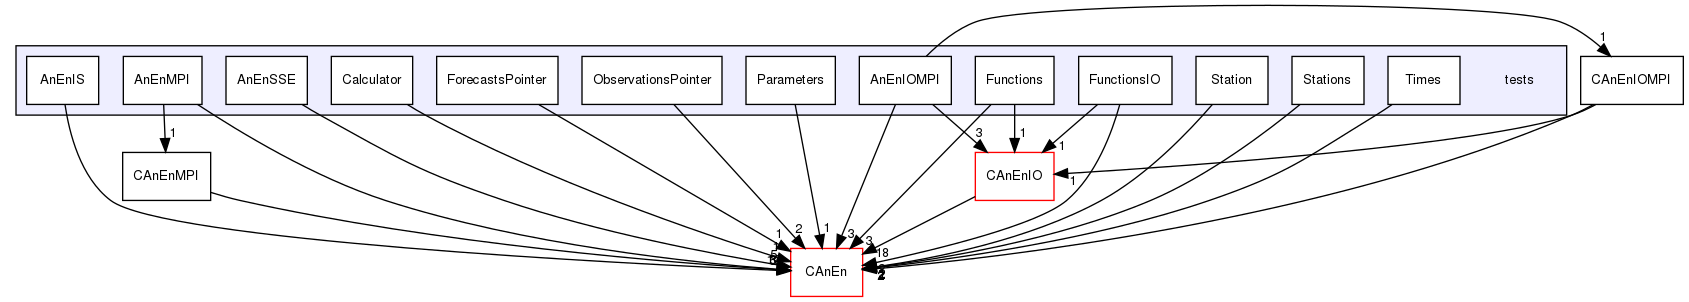 1
AnEnIS
AnEnMPI
AnEnSSE
Calculator
ForecastsPointer
ObservationsPointer
Parameters
AnEnIOMPI
Functions
FunctionsIO
Station
Stations
Times
tests
CAnEnIOMPI
1
3
1
1
CAnEnMPI
CAnEnIO
1
1
2
1
3
3
18
CAnEn
2